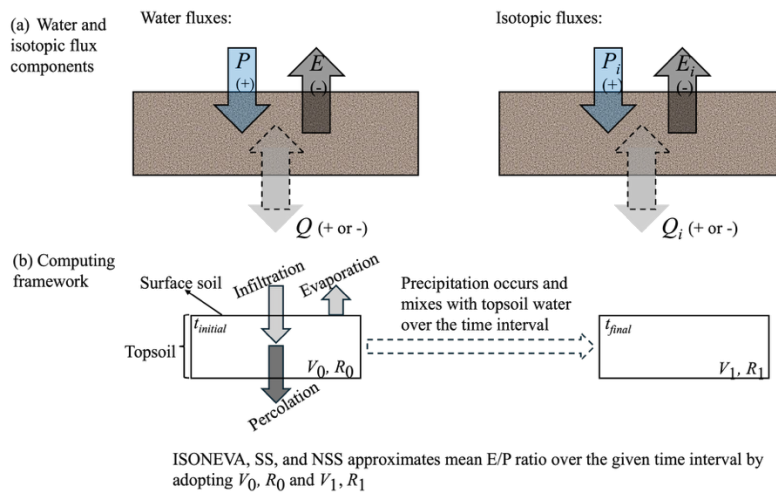 (a) Water and
isotopic flux
components
Water fluxes:
P
(+)
E
(-)
Q (+ or -)
Isotopic fluxes:
Pi
(+)
Ei
(-)
Qi (+ or -)
(b) Computing
framework
Surface soil
Infiltration
Evaporation
tinitial
Topsoil
V0, R0
Percolation
Precipitation occurs and
mixes with topsoil water
over the time interval
tfinal
V1, R1
ISONEVA, SS, and NSS approximates mean E/P ratio over the given time interval by
adopting V0, R0 and V1, R1